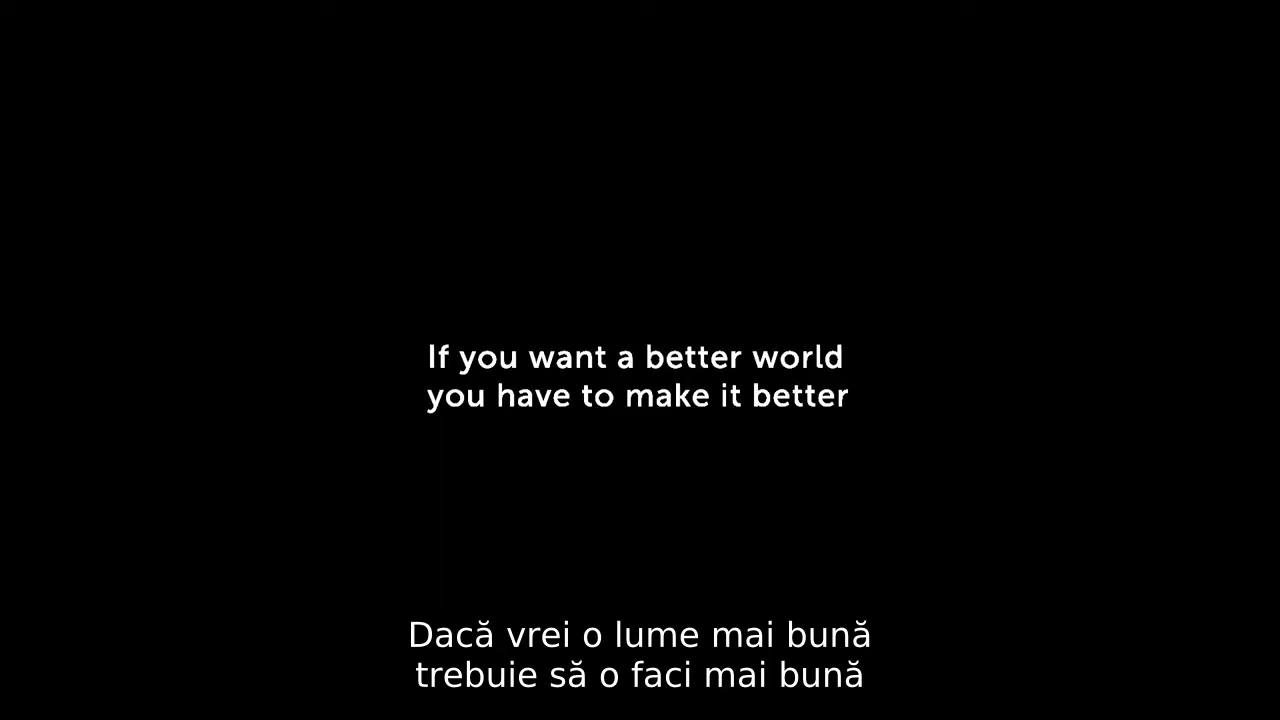 If you want a better world
you have to make it better
Dacă vrei o lume mai bună
trebuie să o faci mai bună